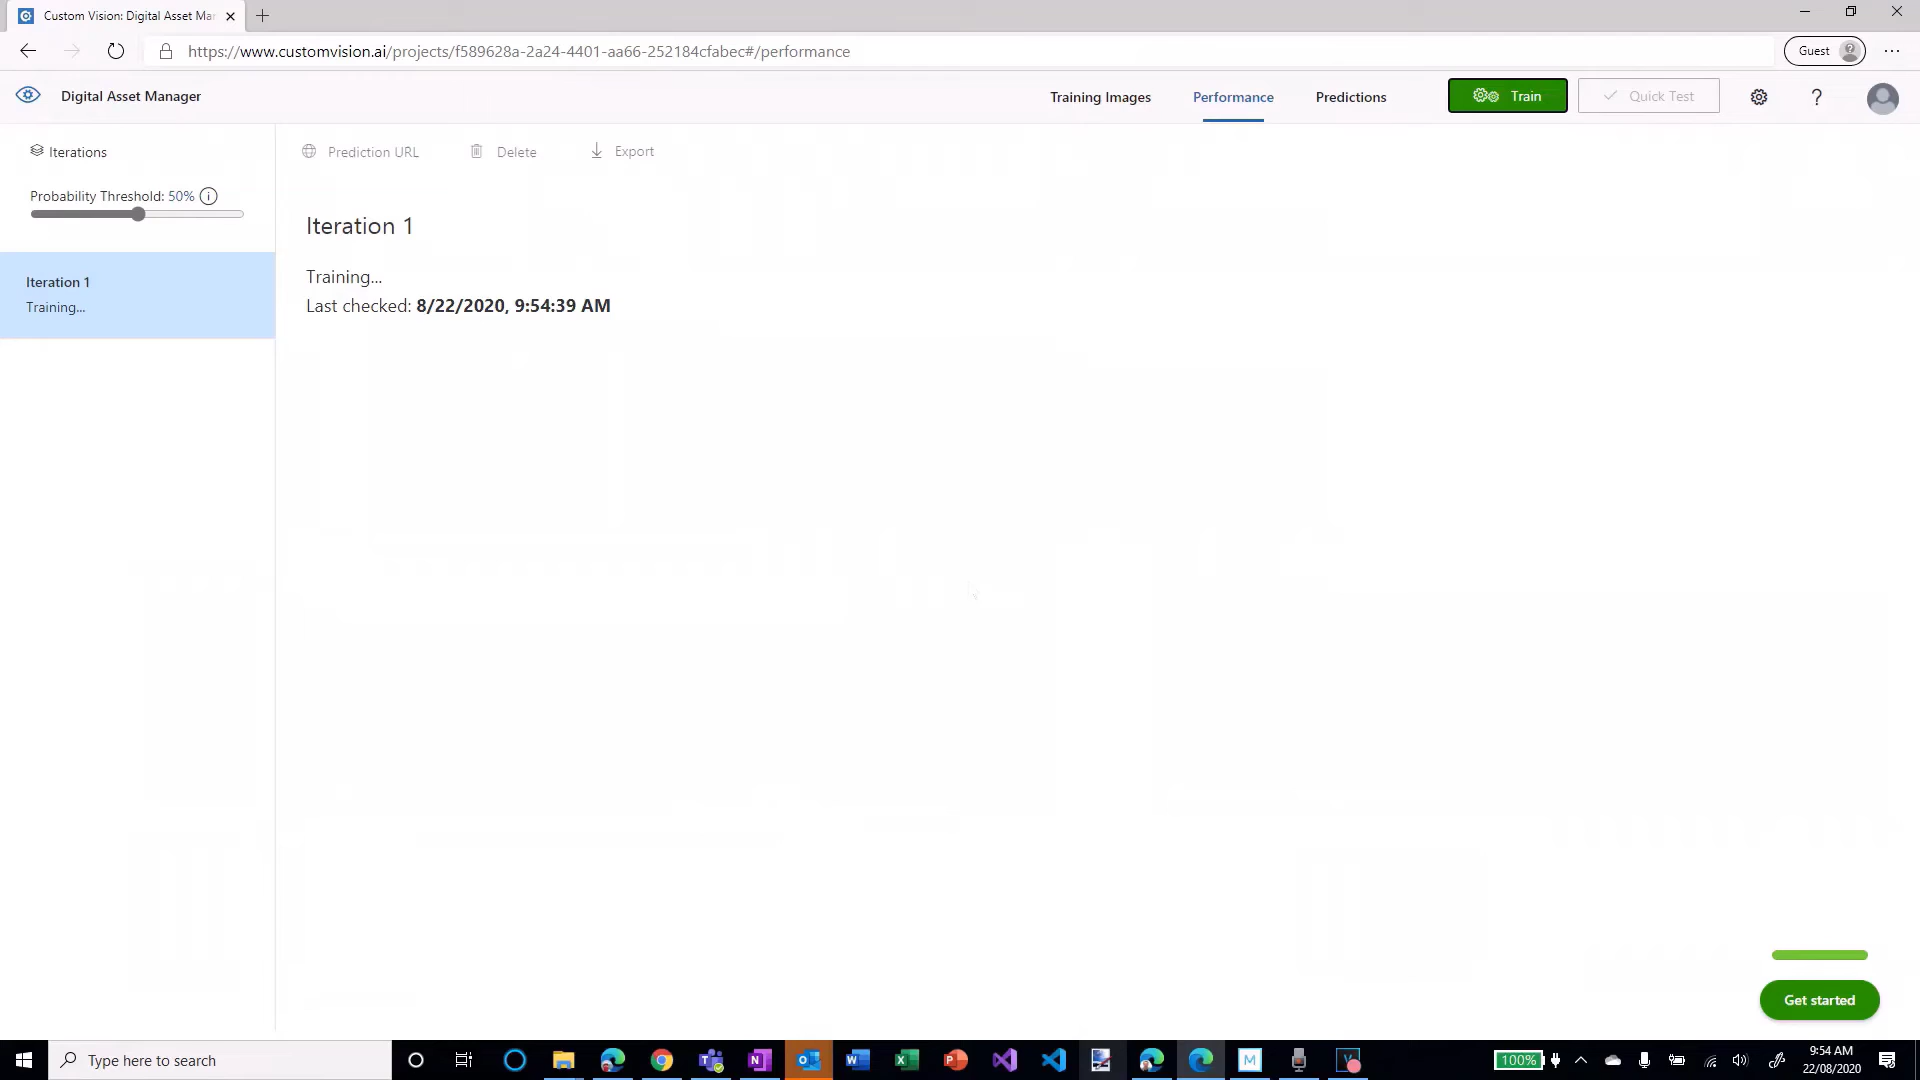 Custom Vision: Digital Asset Mar
https://www.customvision.ai/projects/f589628a-2a24-4401-aa66-252184cfabec#/performance
Guest
Digital Asset Manager
Training Images
Performance
Predictions
Train
Quick Test
?
Iterations
Prediction URL
Delete
Export
Probability Threshold: 50%
Iteration 1
Training...
Last checked: 8/22/2020, 9:54:39 AM
Iteration 1
Training...
Get started
Type here to search
100%
9:54 AM
22/08/2020